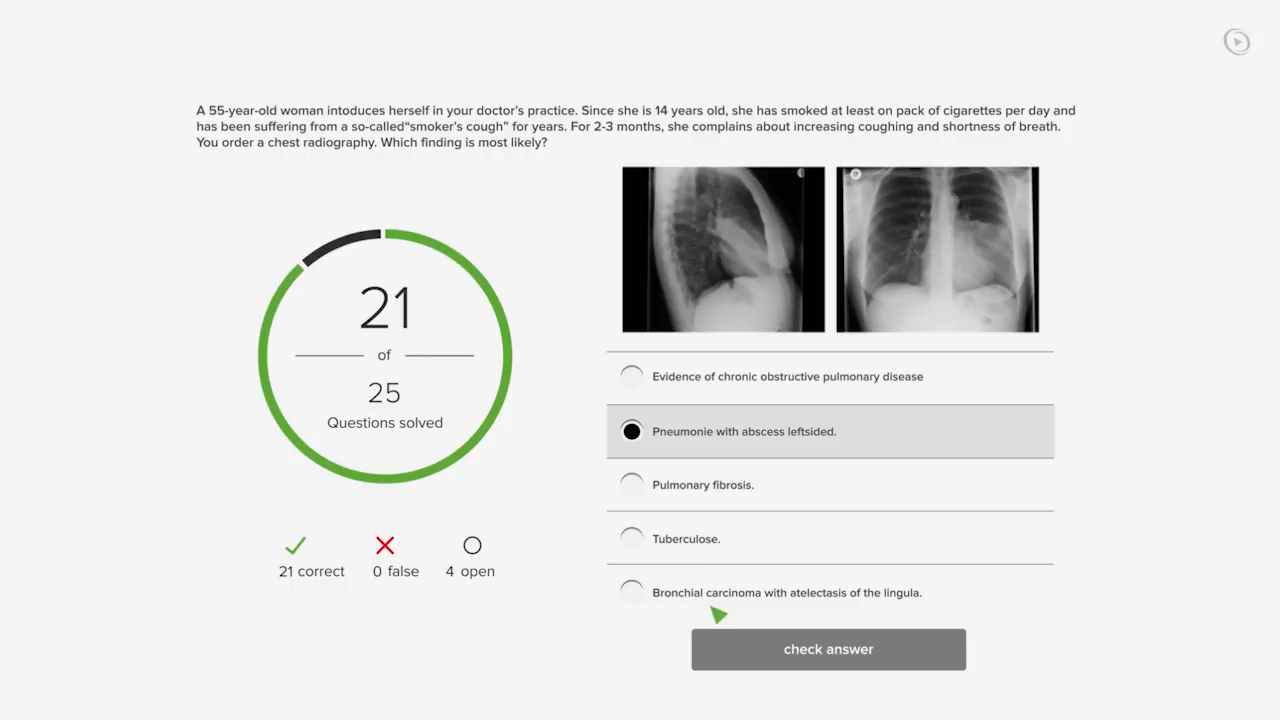 A 55-year-old woman intoduces herself in your doctor's practice. Since she is 14 years old, she has smoked at least on pack of cigarettes per day and
has been suffering from a so-called“smoker's cough” for years. For 2-3 months, she complains about increasing coughing and shortness of breath.
You order a chest radiography. Which finding is most likely?
21
of
25
Questions solved
21 correct
0 false
4 open
Evidence of chronic obstructive pulmonary disease
Pneumonie with abscess leftsided.
Pulmonary fibrosis.
Tuberculose.
Bronchial carcinoma with atelectasis of the lingula.
check answer